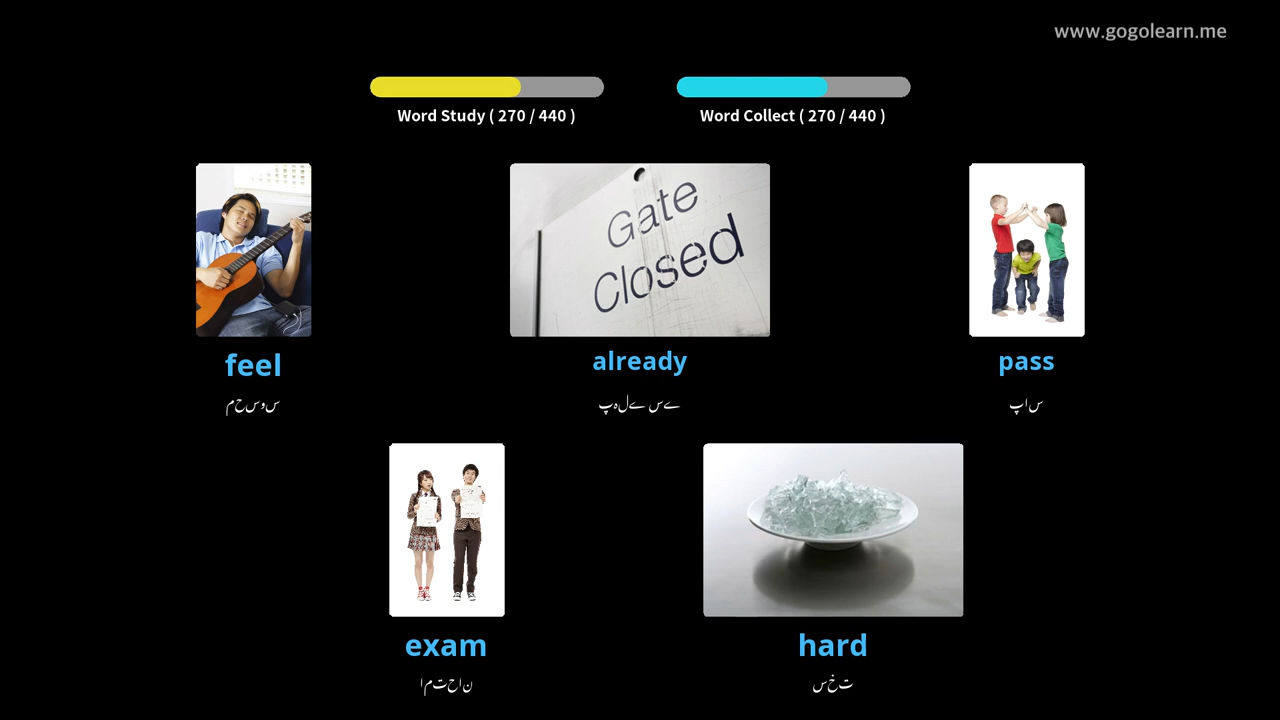 www.gogolearn.me
Word Study ( 270 / 440 )
Word Collect ( 270 / 440 )
Gate
Closed
feel
محسوس
already
پہلے سے
pass
پاس
exam
امتحان
hard
سخت